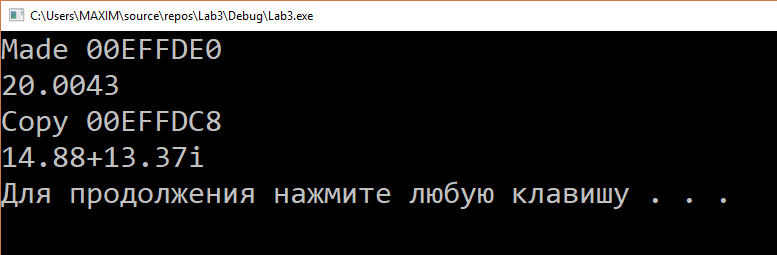 C:\Users\MAXIM\source\repos\Lab3\Debug\Lab3.exe
Made 00EFFDE0
20.0043
Copy 00EFFDC8
14.88+13.37i
Для продолжения нажмите любую клавишу . . .